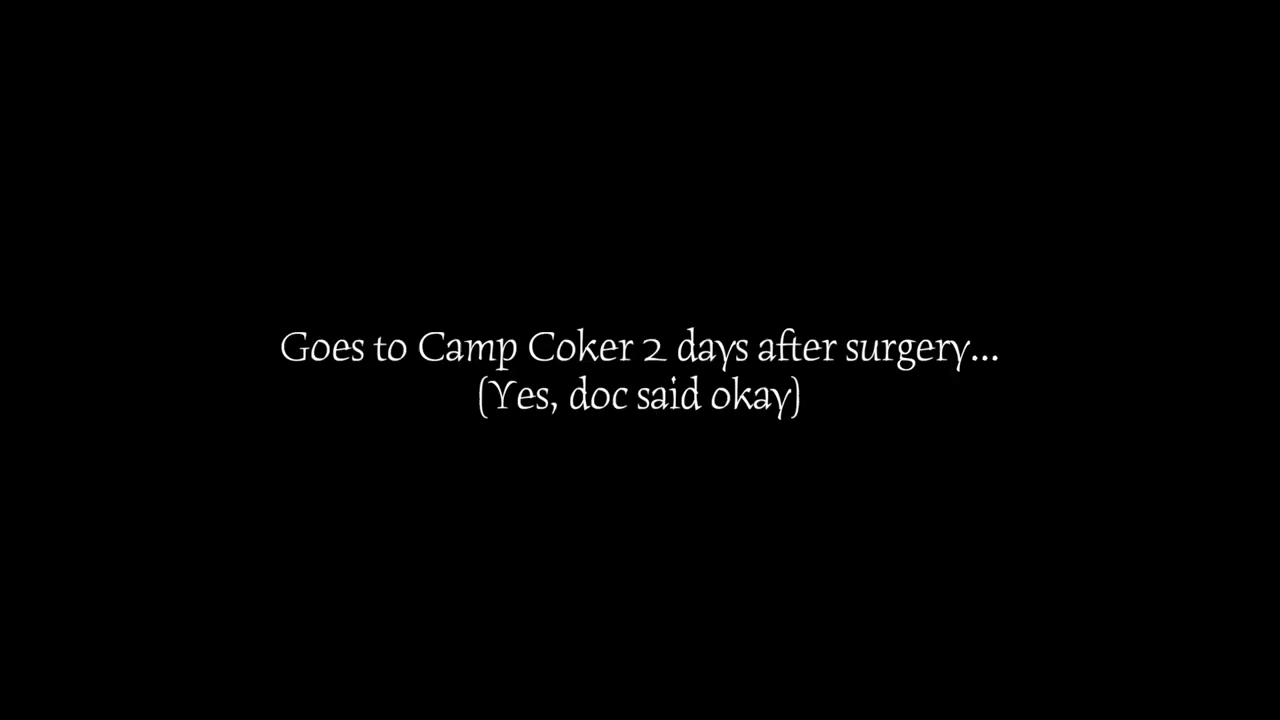 Goes to Camp Coker 2 days after surgery...
(Yes, doc said okay)